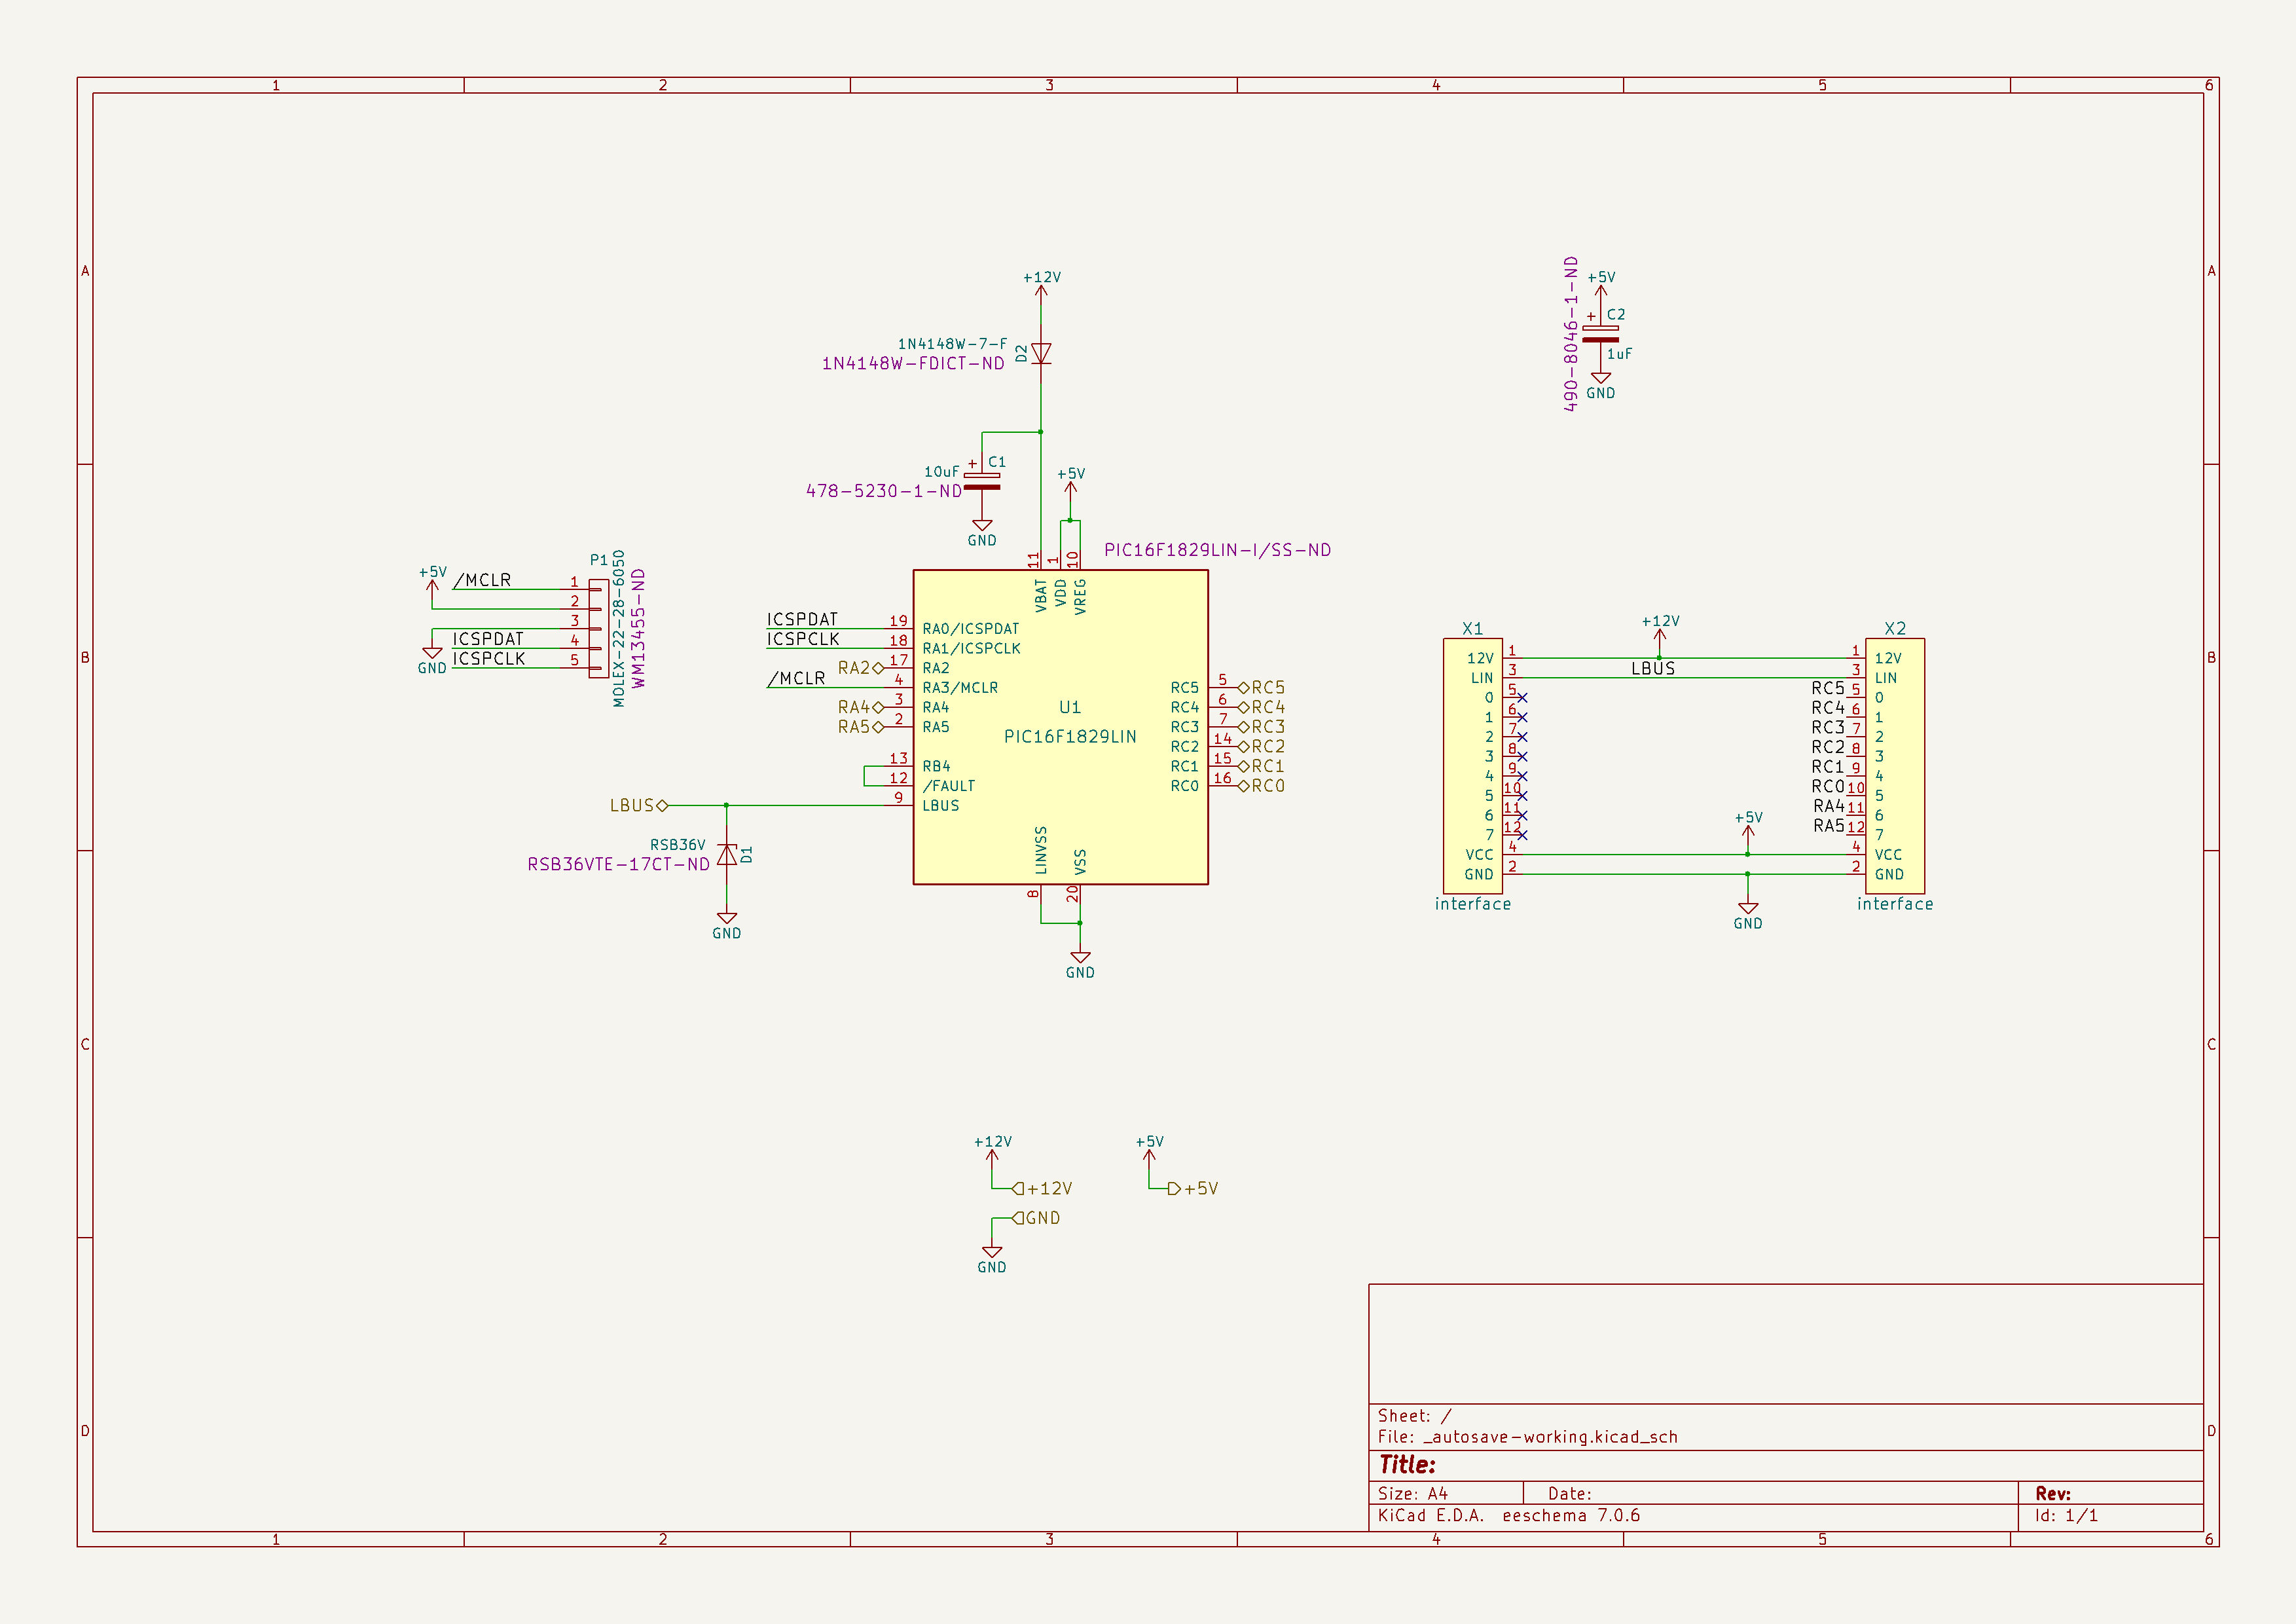 1 2 3 4 5 6
A A
+12V
1N4148W-7-F
1N4148W-FDICT-ND
D2
490-8046-1-ND
+5V
+ C2
1uF
GND
10uF + C1
478-5230-1-ND
GND
+5V
PIC16F1829LIN-I/SS-ND
11 1 10
VBAT VDD VREG
B B
P1
MOLEX-22-28-6050
WM13455-ND
+5V
/MCLR 1
2
3
ICSPDAT 4
ICSPCLK 5
GND
ICSPDAT 19 RA0/ICSPDAT
ICSPCLK 18 RA1/ICSPCLK
RA2 17 RA2
/MCLR 4 RA3/MCLR
RA4 3 RA4
RA5 2 RA5
13 RB4
12 /FAULT
LBUS 9 LBUS
U1
PIC16F1829LIN
RC5 5 RC5
RC4 6 RC4
RC3 7 RC3
RC2 14 RC2
RC1 15 RC1
RC0 16 RC0
LINVSS VSS
8 20
GND
RSB36V
RSB36VTE-17CT-ND
D1
GND
X1
12V 1
LIN 3
0 5
1 6
2 7
3 8
4 9
5 10
6 11
7 12
VCC 4
GND 2
interface
+12V
LBUS
+5V
GND
X2
1 12V
3 LIN
RC5 5 0
RC4 6 1
RC3 7 2
RC2 8 3
RC1 9 4
RC0 10 5
RA4 11 6
RA5 12 7
4 VCC
2 GND
interface
C C
+12V
+12V
GND
GND
+5V
+5V
D D
Sheet: /
File: _autosave-working.kicad_sch
Title:
Size: A4 Date: Rev:
KiCad E.D.A. eeschema 7.0.6 Id: 1/1
1 2 3 4 5 6